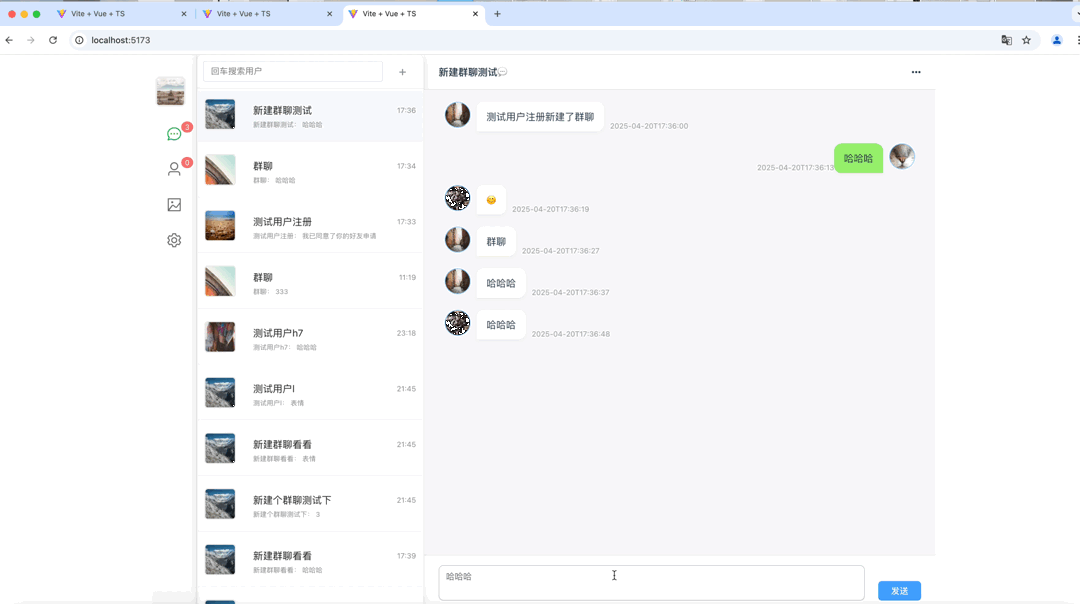 Vite + Vue + TS
Vite + Vue + TS
Vite + Vue + TS
localhost:5173
3
0
回车搜索用户
新建群聊测试 17:36
新建群聊测试： 哈哈哈
群聊 17:34
群聊： 哈哈哈
测试用户注册 17:33
测试用户注册： 我已同意了你的好友申请
群聊 11:19
群聊： 333
测试用户h7 23:18
测试用户h7： 哈哈哈
测试用户l 21:45
测试用户l： 表情
新建群聊看看 21:45
新建群聊看看： 表情
新建个群聊测试下 21:45
新建个群聊测试下： 3
新建群聊看看 17:39
新建群聊看看： 哈哈哈
新建群聊测试💬
测试用户注册新建了群聊 2025-04-20T17:36:00
2025-04-20T17:36:13 哈哈哈
😊 2025-04-20T17:36:19
群聊 2025-04-20T17:36:27
哈哈哈 2025-04-20T17:36:37
哈哈哈 2025-04-20T17:36:48
哈哈哈
发送